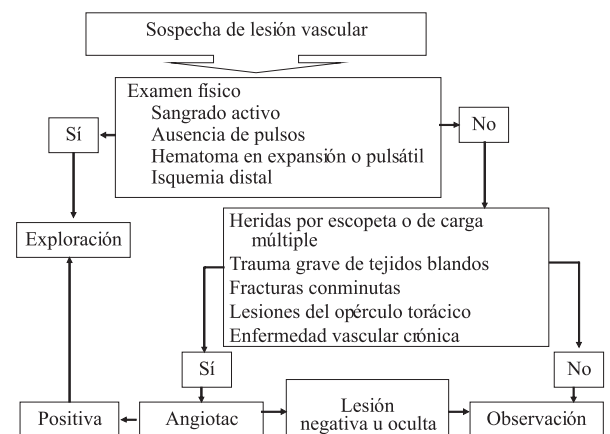 Sospecha de lesión vascular
Examen físico
Sangrado activo
Ausencia de pulsos
Hematoma en expansión o pulsátil
Isquemia distal
Sí
No
Exploración
Heridas por escopeta o de carga
múltiple
Trauma grave de tejidos blandos
Fracturas conminutas
Lesiones del opérculo torácico
Enfermedad vascular crónica
Sí
No
Positiva
Angiotac
Lesión
negativa u oculta
Observación